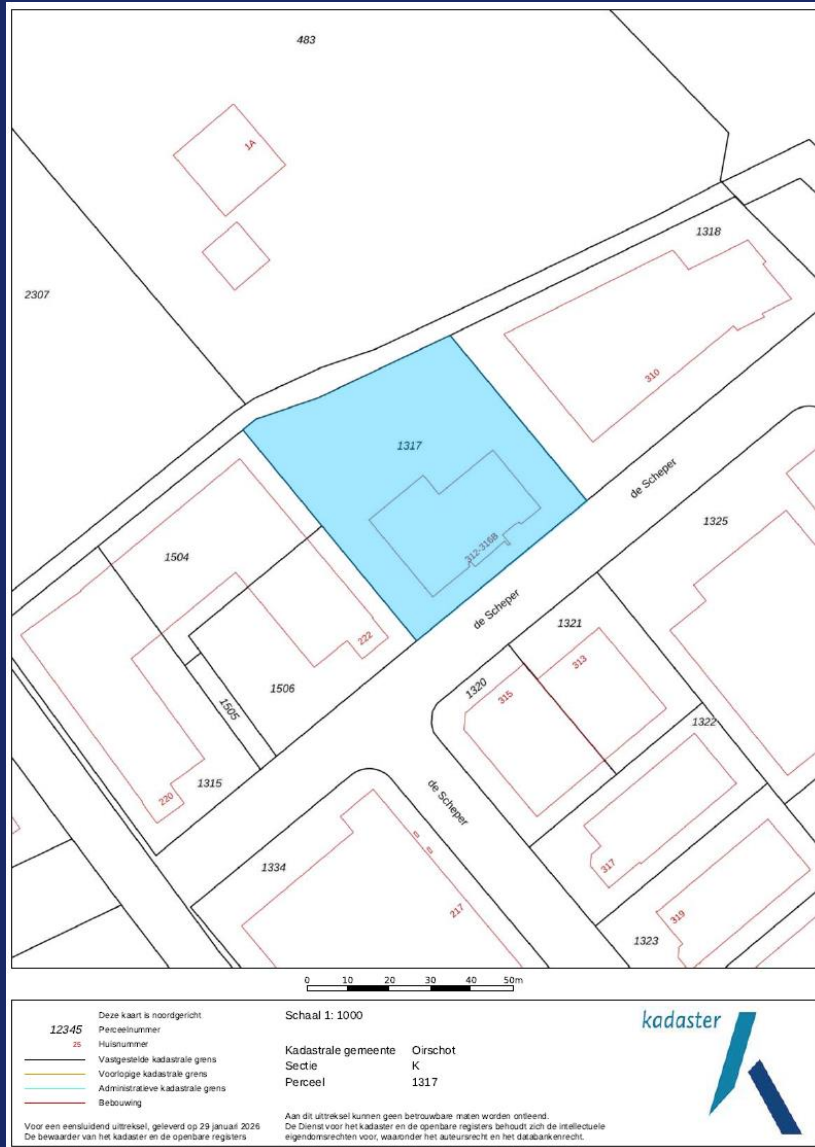 483
1A
2307
1318
310
1317
de Scheper
312-316B
1325
1504
de Scheper
1321
222
313
1320
315
1506
1505
1322
1315
220
de Scheper
317
1334
217
319
1323
0 10 20 30 40 50m
Deze kaart is noordgericht
12345 Perceelnummer
25 Huisnummer
Vastgestelde kadastrale grens
Voorlopige kadastrale grens
Administratieve kadastrale grens
Bebouwing
Voor een eensluidend uittreksel, geleverd op 29 januari 2026
De bewaarder van het kadaster en de openbare registers
Schaal 1: 1000
Kadastrale gemeente Oirschot
Sectie K
Perceel 1317
Aan dit uittreksel kunnen geen betrouwbare maten worden ontleend.
De Dienst voor het kadaster en de openbare registers behoudt zich de intellectuele
eigendomsrechten voor, waaronder het auteursrecht en het databankenrecht.
kadaster